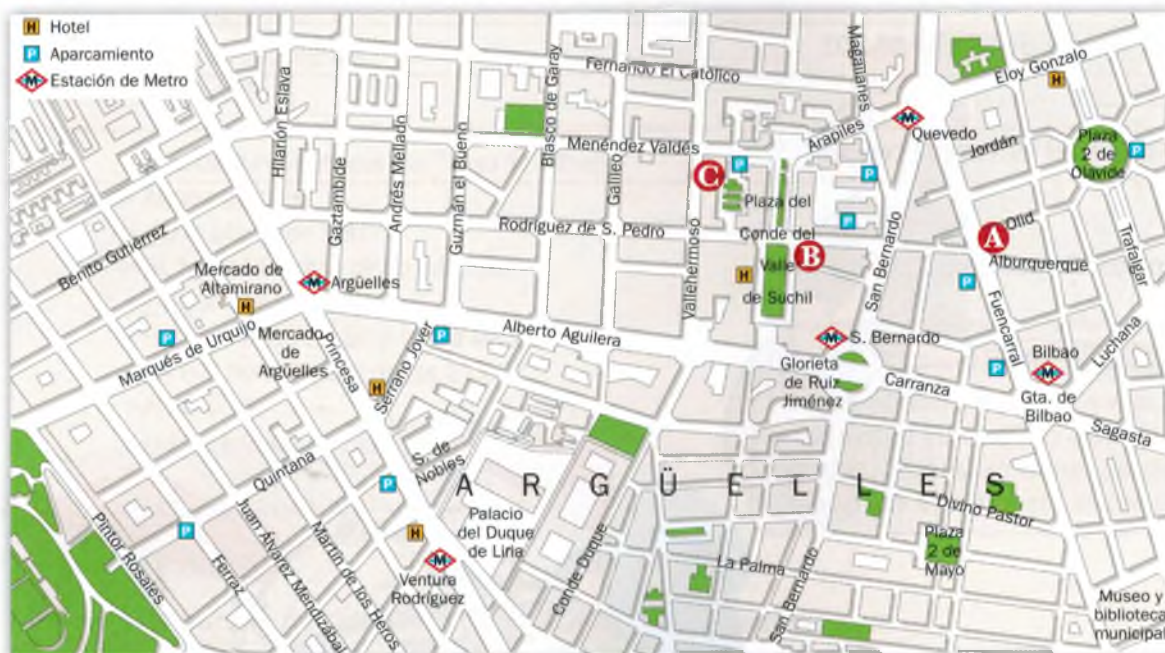 H Hotel
P Aparcamiento
M Estación de Metro
Fernando El Católico
Magallanes
Eloy Gonzalo
H
Hilarión Eslava
Gaztambide
Andrés Mellado
Guzmán el Bueno
Blasco de Garay
Menéndez Valdés
Galileo
Arapiles
M
Quevedo
Jordán
Plaza
2 de
Olavide
P
C
P
P
P
Plaza del
Conde del
Valle
de Suchil
Rodríguez de S. Pedro
Vallehermoso
H
B
San Bernardo
A
Olid
Alburquerque
P
Fuencarral
Trafalgar
Luchana
Benito Gutiérrez
Mercado de
Altamirano
H
M Argüelles
P
Marqués de Urquijo
Mercado
de
Argüelles
Princesa
Serrano Jover
H
P
Alberto Aguilera
M S. Bernardo
Glorieta
de Ruiz
Jiménez
Carranza
P
Bilbao
M
Gta. de
Bilbao
Sagasta
S. de
Nobles
ARGÜELLES
Quintana
P
Palacio
del Duque
de Liria
Conde Duque
Divino Pastor
Plaza
2 de
Mayo
La Palma
San Bernardo
Pintor Rosales
P
Ferraz
Juan Álvarez Mendizábal
Martín de los Heros
H
M
Ventura
Rodríguez
Museo y
biblioteca
municipal